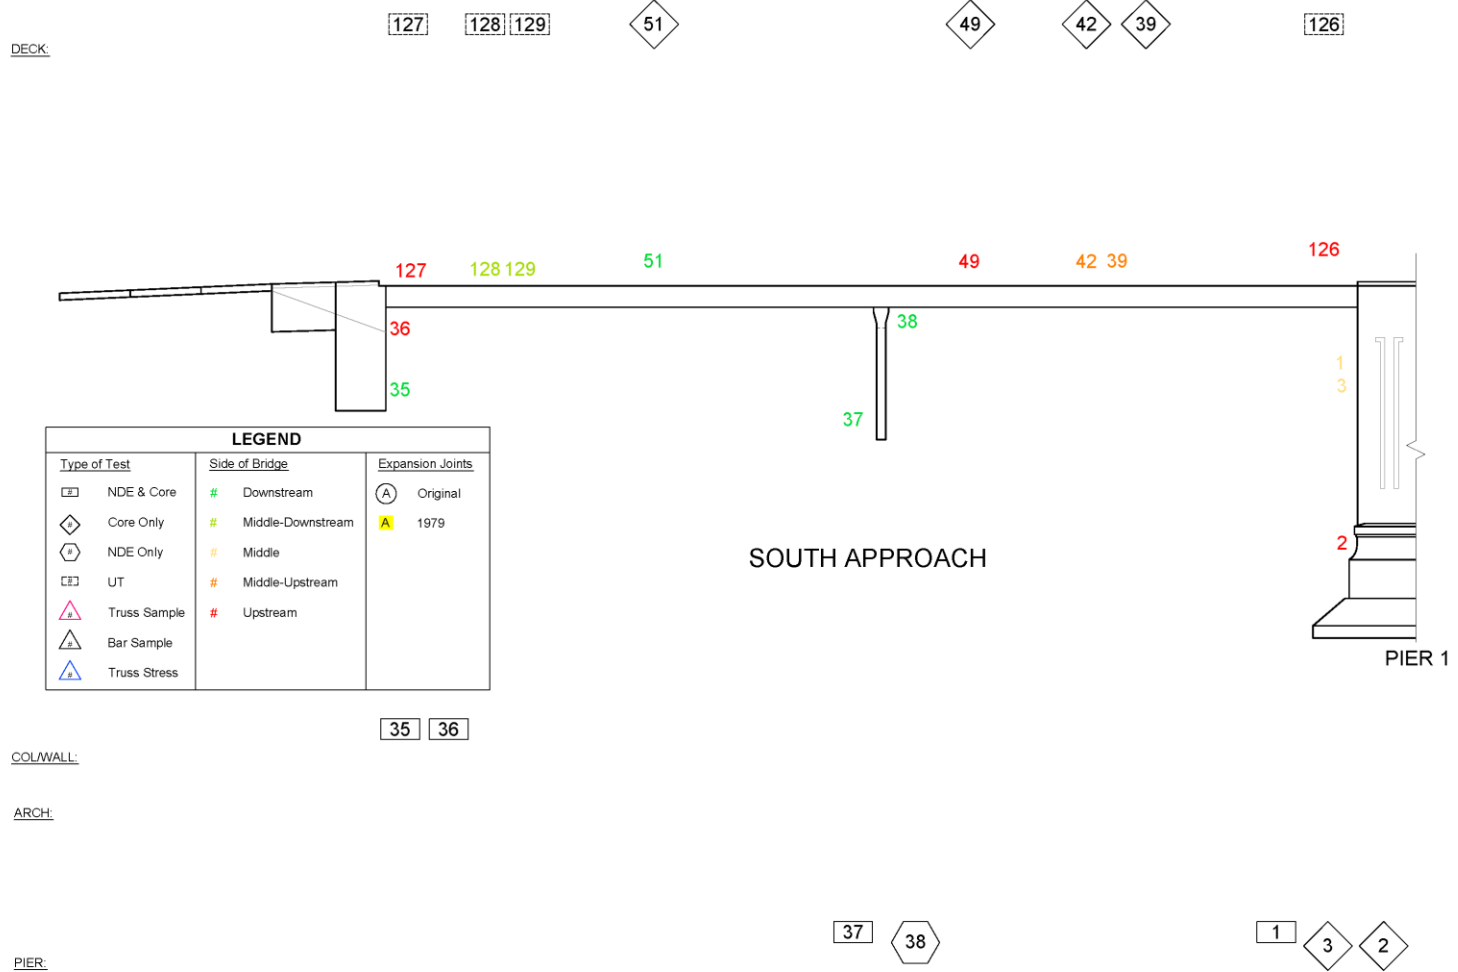 127 128 129 51 49 42 39 126
DECK:
127 128 129 51 49 42 39 126
36 38
35 37
1
3
2
LEGEND
Type of Test Side of Bridge Expansion Joints
# NDE & Core # Downstream A Original
# Core Only # Middle-Downstream A 1979
# NDE Only # Middle
# UT # Middle-Upstream
# Truss Sample # Upstream
# Bar Sample
# Truss Stress
SOUTH APPROACH
PIER 1
35 36
COL/WALL:
ARCH:
37 38 1 3 2
PIER: